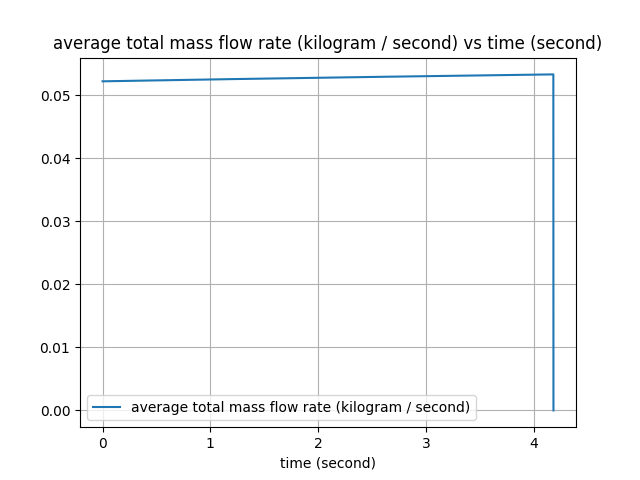 average total mass flow rate (kilogram / second) vs time (second)
0.05
0.04
0.03
0.02
0.01
0.00
average total mass flow rate (kilogram / second)
0 1 2 3 4
time (second)